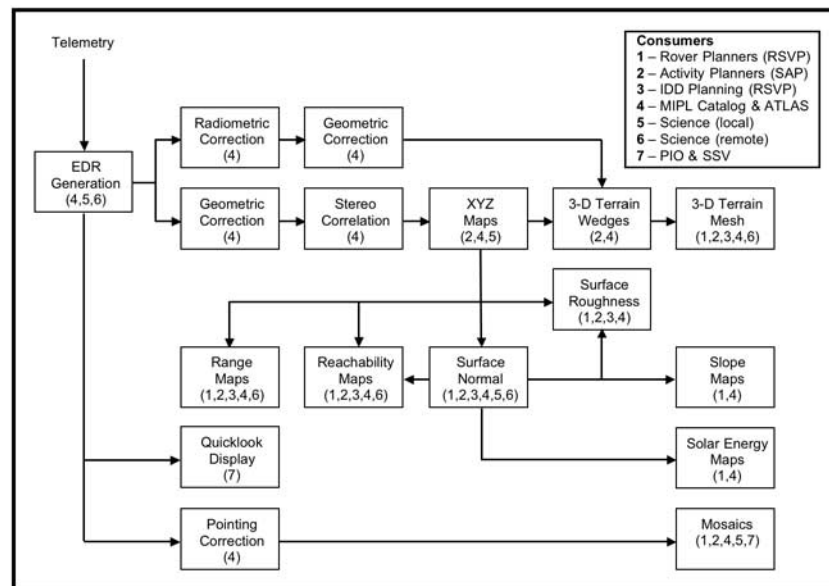 Telemetry
Consumers
1 – Rover Planners (RSVP)
2 – Activity Planners (SAP)
3 – IDD Planning (RSVP)
4 – MIPL Catalog & ATLAS
5 – Science (local)
6 – Science (remote)
7 – PIO & SSV
EDR
Generation
(4,5,6)
Radiometric
Correction
(4)
Geometric
Correction
(4)
Geometric
Correction
(4)
Stereo
Correlation
(4)
XYZ
Maps
(2,4,5)
3-D Terrain
Wedges
(2,4)
3-D Terrain
Mesh
(1,2,3,4,6)
Surface
Roughness
(1,2,3,4)
Range
Maps
(1,2,3,4,6)
Reachability
Maps
(1,2,3,4,6)
Surface
Normal
(1,2,3,4,5,6)
Slope
Maps
(1,4)
Quicklook
Display
(7)
Solar Energy
Maps
(1,4)
Pointing
Correction
(4)
Mosaics
(1,2,4,5,7)